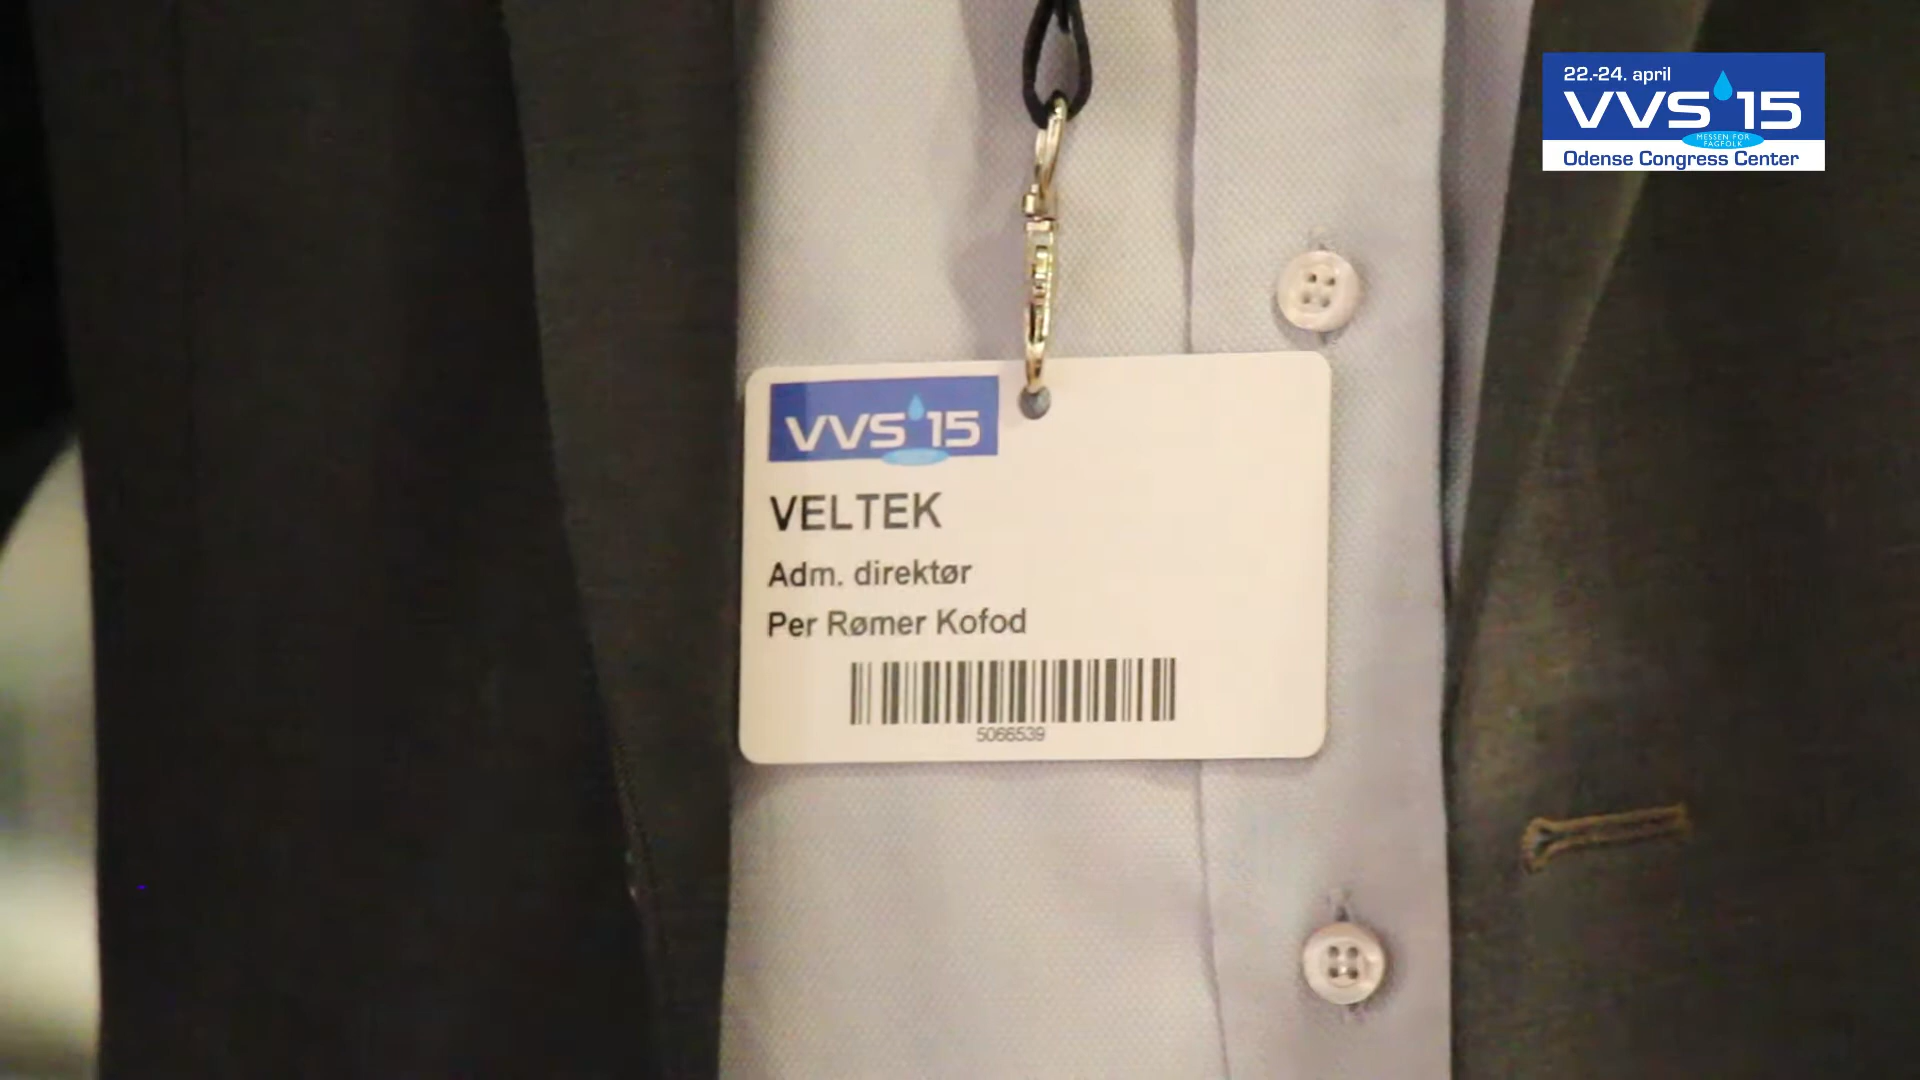 22.-24. april
VVS'15
MESSEN FOR
FAGFOLK
Odense Congress Center
VVS'15
VELTEK
Adm. direktør
Per Rømer Kofod
5066539